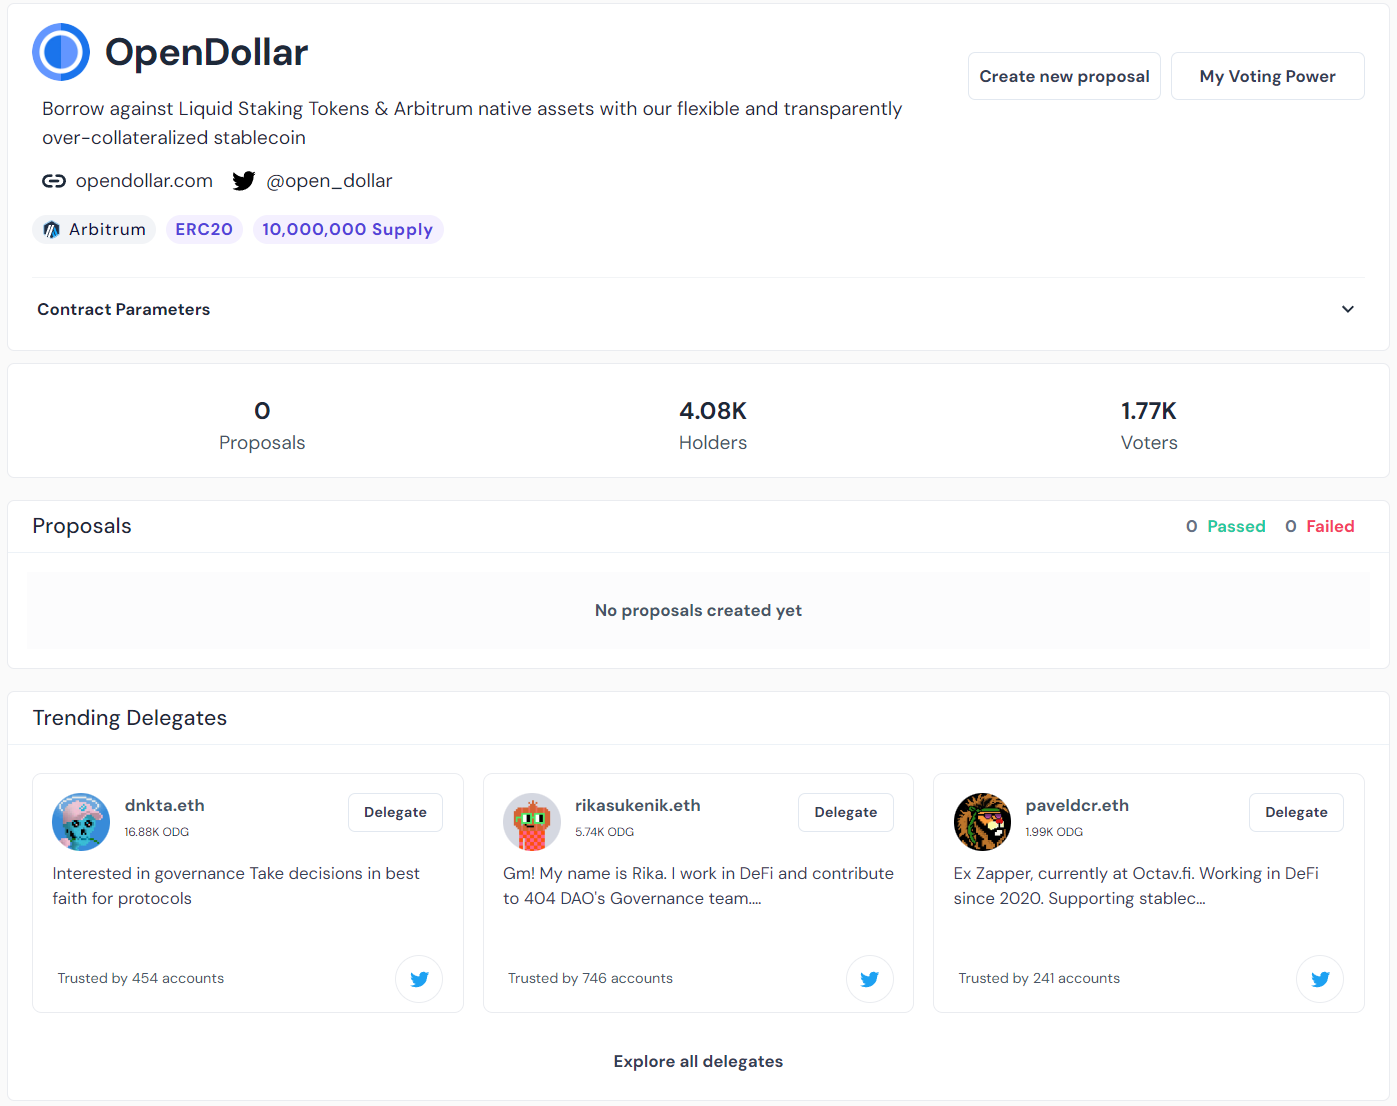 OpenDollar
Create new proposal
My Voting Power
Borrow against Liquid Staking Tokens & Arbitrum native assets with our flexible and transparently
over-collateralized stablecoin
opendollar.com
@open_dollar
Arbitrum
ERC20
10,000,000 Supply
Contract Parameters
0
Proposals
4.08K
Holders
1.77K
Voters
Proposals
0 Passed 0 Failed
No proposals created yet
Trending Delegates
dnkta.eth
16.88K ODG
Delegate
Interested in governance Take decisions in best
faith for protocols
Trusted by 454 accounts
rikasukenik.eth
5.74K ODG
Delegate
Gm! My name is Rika. I work in DeFi and contribute
to 404 DAO's Governance team....
Trusted by 746 accounts
paveldcr.eth
1.99K ODG
Delegate
Ex Zapper, currently at Octav.fi. Working in DeFi
since 2020. Supporting stablec...
Trusted by 241 accounts
Explore all delegates